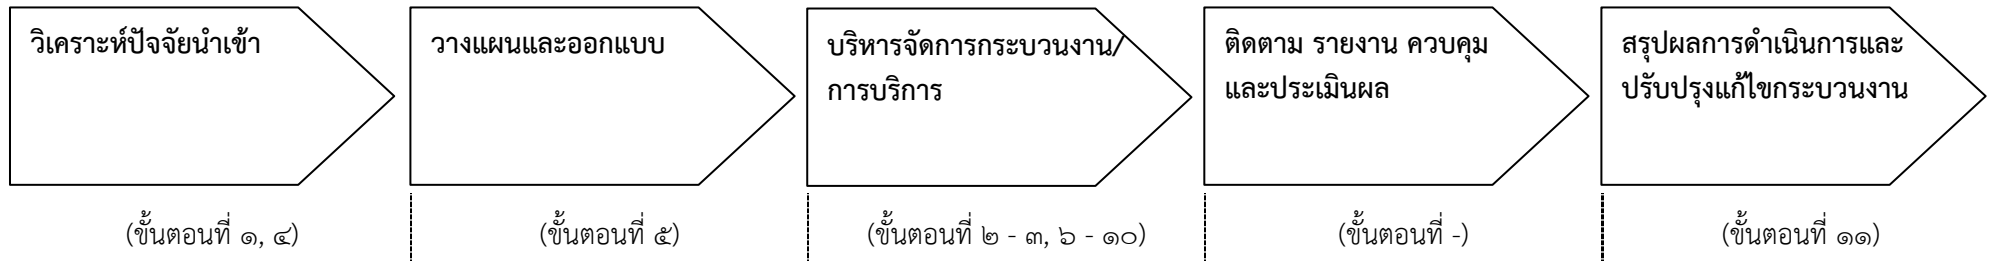 วิเคราะห์ปัจจัยนำเข้า
วางแผนและออกแบบ
บริหารจัดการกระบวนงาน/
การบริการ
ติดตาม รายงาน ควบคุม
และประเมินผล
สรุปผลการดำเนินการและ
ปรับปรุงแก้ไขกระบวนงาน
(ขั้นตอนที่ ๑, ๔)
(ขั้นตอนที่ ๕)
(ขั้นตอนที่ ๒ - ๓, ๖ - ๑๐)
(ขั้นตอนที่ -)
(ขั้นตอนที่ ๑๑)